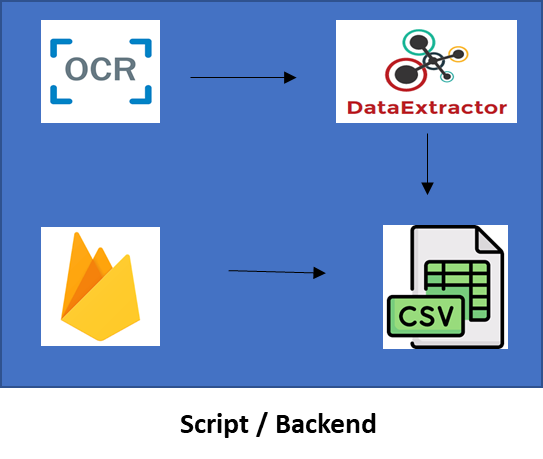 OCR
DataExtractor
CSV
Script / Backend